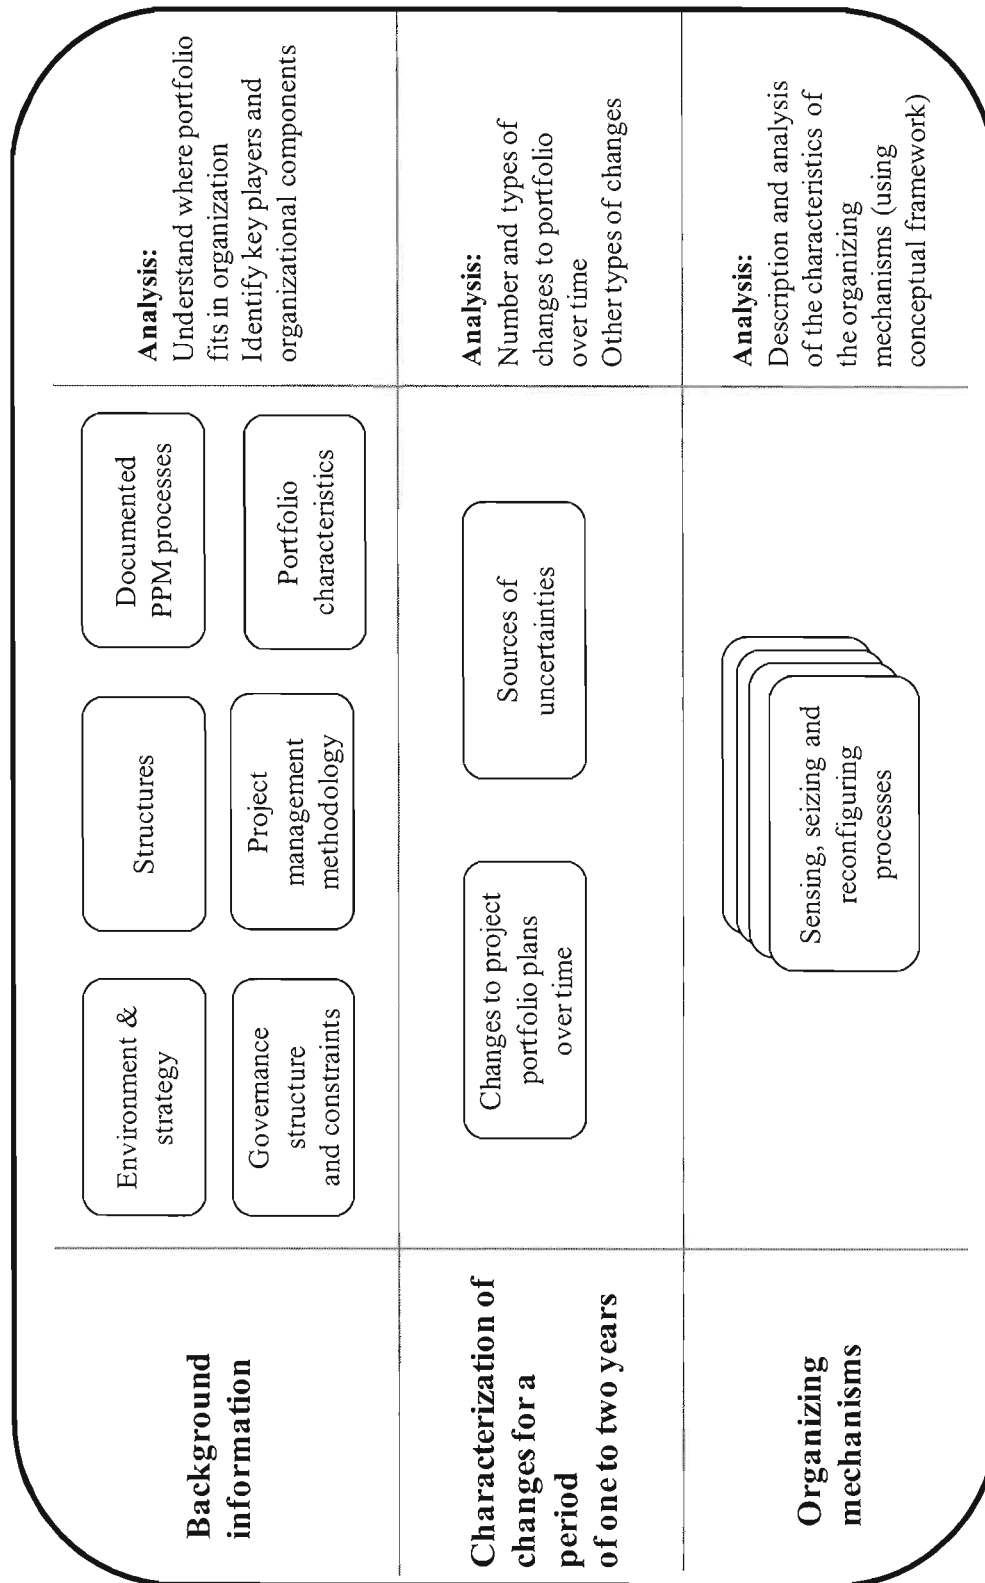 Background
information
Environment &
strategy
Structures
Documented
PPM processes
Governance
structure
and constraints
Project
management
methodology
Portfolio
characteristics
Analysis:
Understand where portfolio
fits in organization
Identify key players and
organizational components
Characterization of
changes for a
period
of one to two years
Changes to project
portfolio plans
over time
Sources of
uncertainties
Analysis:
Number and types of
changes to portfolio
over time
Other types of changes
Organizing
mechanisms
Sensing, seizing and
reconfiguring
processes
Analysis:
Description and analysis
of the characteristics of
the organizing
mechanisms (using
conceptual framework)